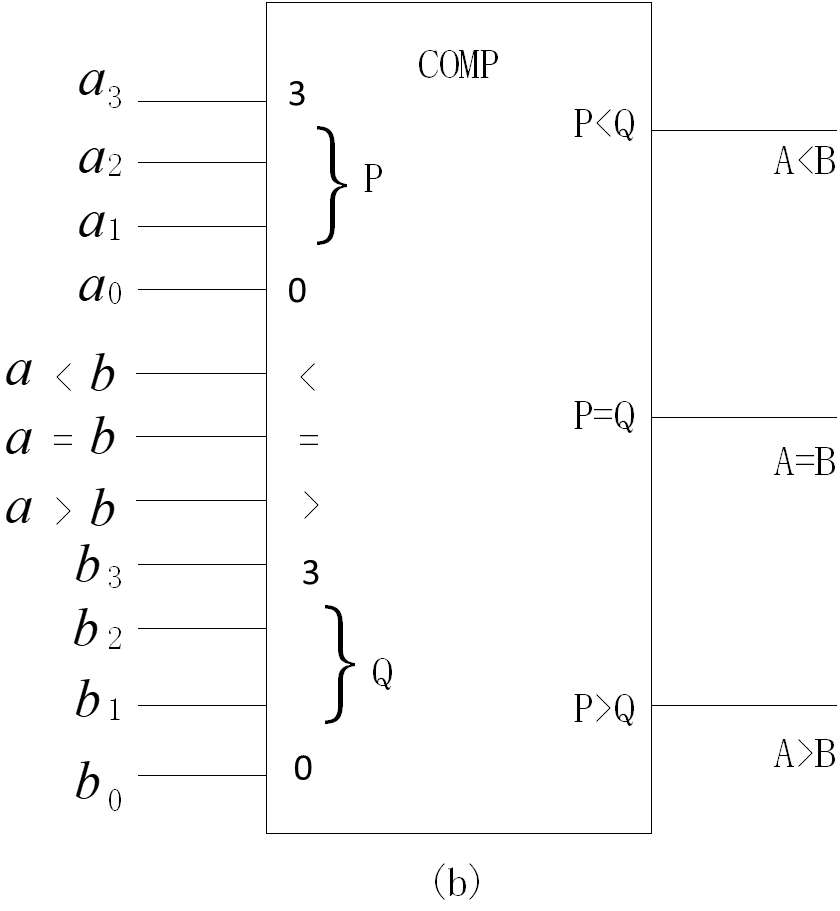 COMP
a3 3
P<Q
A<B
a2
P
a1
a0 0
a < b <
a = b =
P=Q
A=B
a > b >
b3 3
b2
Q
b1
P>Q
A>B
b0 0
(b)